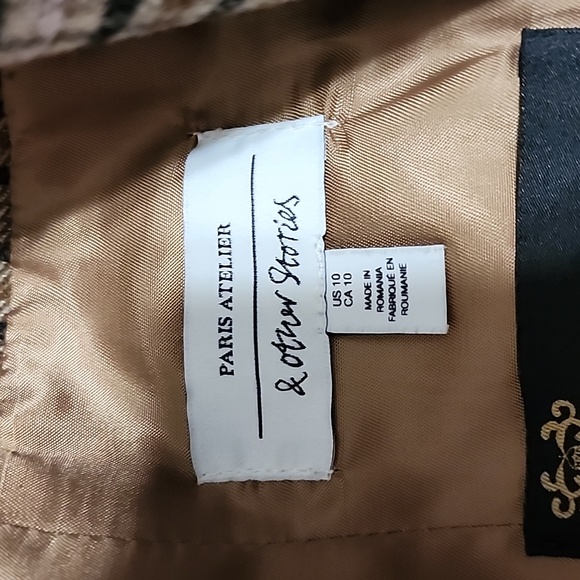 PARIS ATELIER
& other Stories
US 10
CA 10
MADE IN
ROMANIA
FABRIQUÉ EN
ROUMANIE